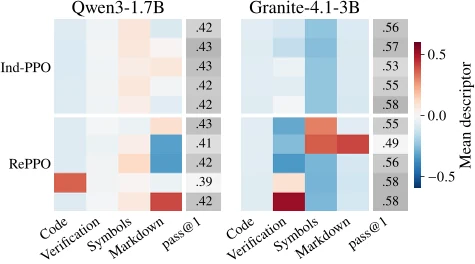 Qwen3-1.7B Granite-4.1-3B
Ind-PPO
.42 .56
.43 .57
.43 .53
.42 .55
.42 .58
RePPO
.43 .55
.41 .49
.42 .56
.39 .58
.42 .58
Code Verification Symbols Markdown pass@1
Code Verification Symbols Markdown pass@1
0.5
0.0
−0.5
Mean descriptor